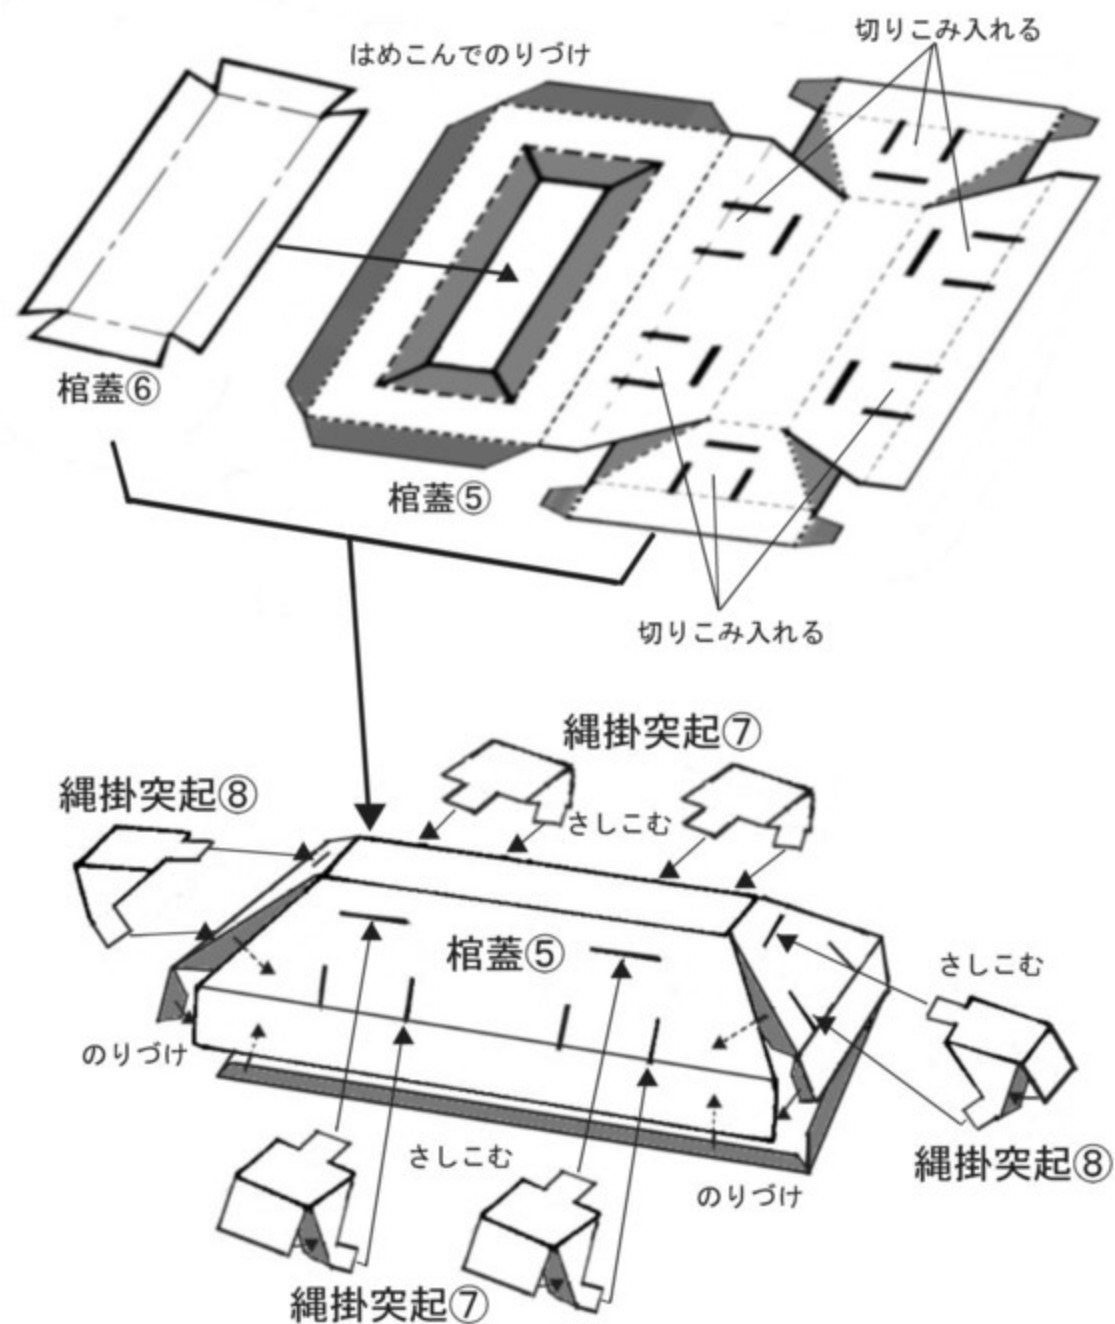 切りこみ入れる
はめこんでのりづけ
棺蓋⑥
棺蓋⑤
切りこみ入れる
縄掛突起⑦
縄掛突起⑧
さしこむ
棺蓋⑤
さしこむ
のりづけ
さしこむ
縄掛突起⑧
のりづけ
縄掛突起⑦